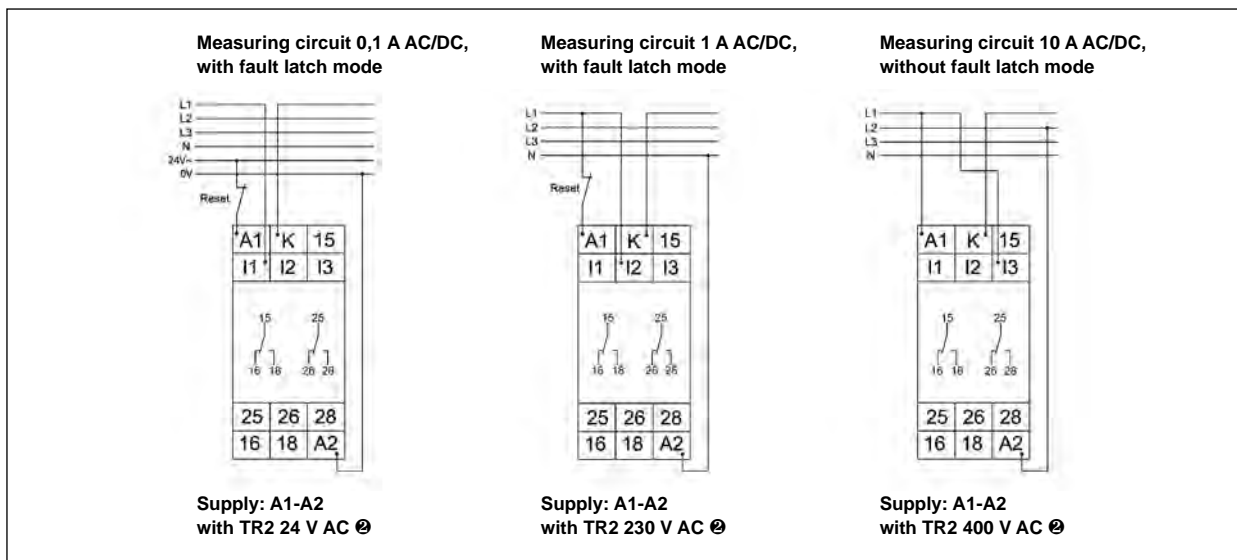 Measuring circuit 0,1 A AC/DC,
with fault latch mode
L1
L2
L3
N
24V~
0V
Reset
A1 K 15
I1 I2 I3
15 25
16 18 26 28
25 26 28
16 18 A2
Supply: A1-A2
with TR2 24 V AC ❷
Measuring circuit 1 A AC/DC,
with fault latch mode
L1
L2
L3
N
Reset
A1 K 15
I1 I2 I3
15 25
16 18 26 28
25 26 28
16 18 A2
Supply: A1-A2
with TR2 230 V AC ❷
Measuring circuit 10 A AC/DC,
without fault latch mode
L1
L2
L3
N
A1 K 15
I1 I2 I3
15 25
16 18 26 28
25 26 28
16 18 A2
Supply: A1-A2
with TR2 400 V AC ❷